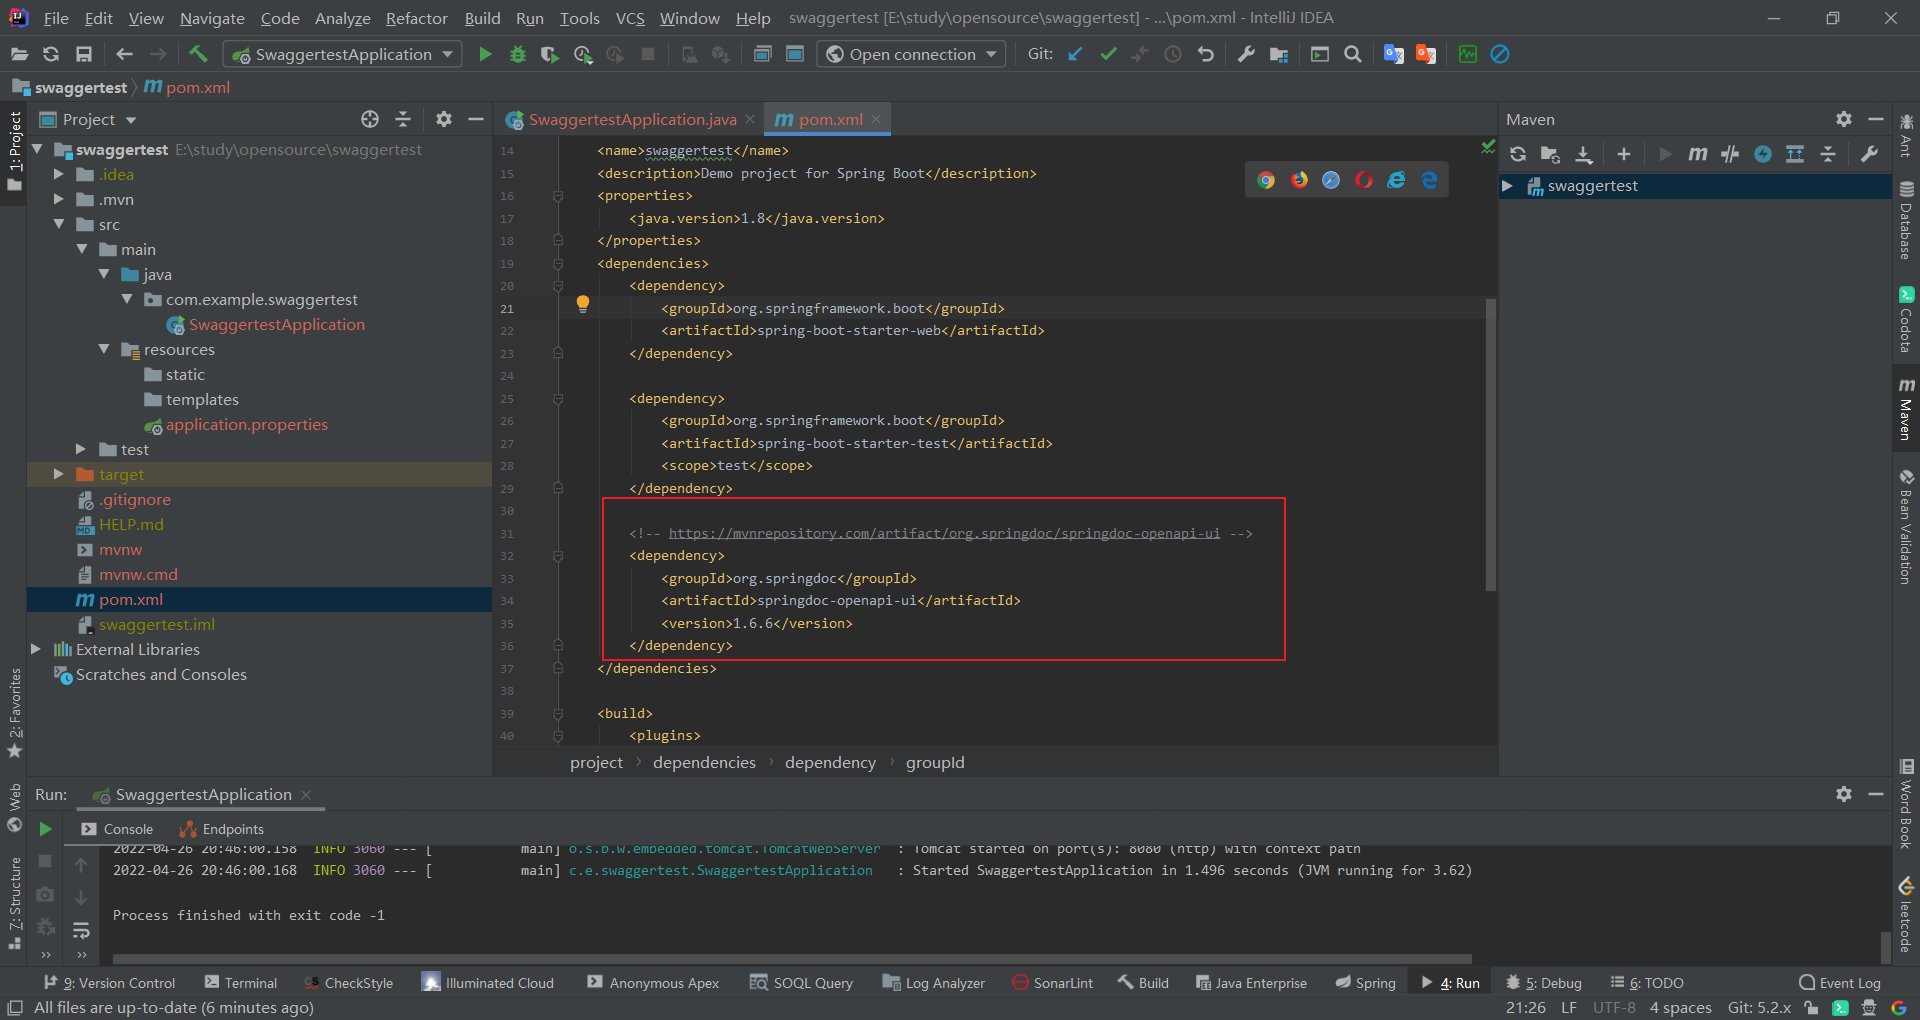 File Edit View Navigate Code Analyze Refactor Build Run Tools VCS Window Help swaggertest [E:\study\opensource\swaggertest] - ...\pom.xml - IntelliJ IDEA
SwaggertestApplication Open connection Git:
swaggertest pom.xml
1: Project
2: Favorites
Web
7: Structure
Project
swaggertest E:\study\opensource\swaggertest
.idea
.mvn
src
main
java
com.example.swaggertest
SwaggertestApplication
resources
static
templates
application.properties
test
target
.gitignore
HELP.md
mvnw
mvnw.cmd
pom.xml
swaggertest.iml
External Libraries
Scratches and Consoles
SwaggertestApplication.java pom.xml
14 <name>swaggertest</name>
15 <description>Demo project for Spring Boot</description>
16 <properties>
17 <java.version>1.8</java.version>
18 </properties>
19 <dependencies>
20 <dependency>
21 <groupId>org.springframework.boot</groupId>
22 <artifactId>spring-boot-starter-web</artifactId>
23 </dependency>
24
25 <dependency>
26 <groupId>org.springframework.boot</groupId>
27 <artifactId>spring-boot-starter-test</artifactId>
28 <scope>test</scope>
29 </dependency>
30
31 <!-- https://mvnrepository.com/artifact/org.springdoc/springdoc-openapi-ui -->
32 <dependency>
33 <groupId>org.springdoc</groupId>
34 <artifactId>springdoc-openapi-ui</artifactId>
35 <version>1.6.6</version>
36 </dependency>
37 </dependencies>
38
39 <build>
40 <plugins>
project › dependencies › dependency › groupId
Maven
swaggertest
Ant
Database
Codota
Maven
Bean Validation
Word Book
leetcode
Run: SwaggertestApplication
Console Endpoints
2022-04-26 20:46:00.158 INFO 3060 --- [ main] o.s.b.w.embedded.tomcat.TomcatWebServer : Tomcat started on port(s): 8080 (http) with context path
2022-04-26 20:46:00.168 INFO 3060 --- [ main] c.e.swaggertest.SwaggertestApplication : Started SwaggertestApplication in 1.496 seconds (JVM running for 3.62)
Process finished with exit code -1
9: Version Control Terminal CheckStyle Illuminated Cloud Anonymous Apex SOQL Query Log Analyzer SonarLint Build Java Enterprise Spring 4: Run 5: Debug 6: TODO Event Log
All files are up-to-date (6 minutes ago) 21:26 LF UTF-8 4 spaces Git: 5.2.x